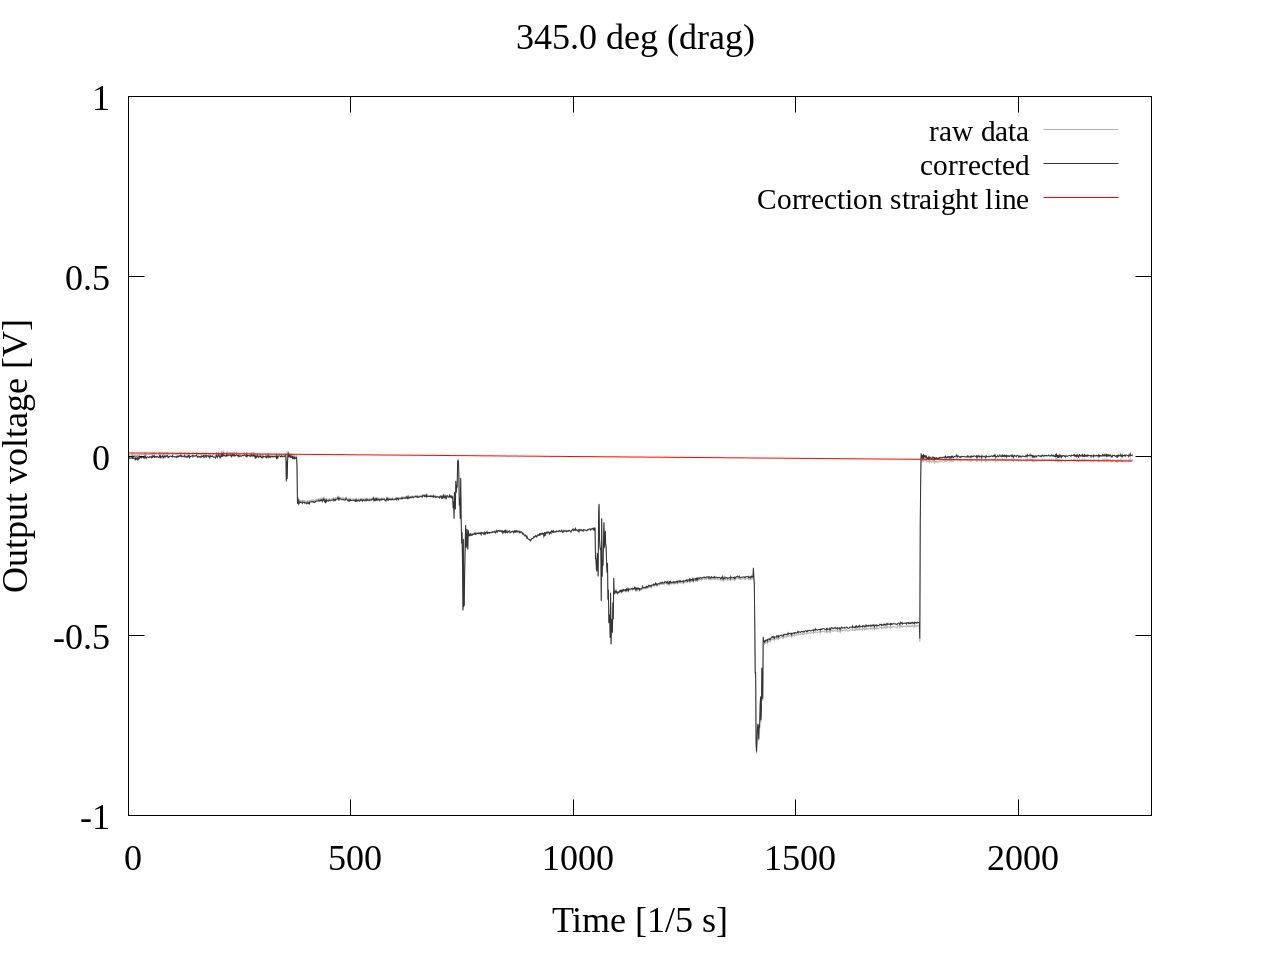 345.0 deg (drag)
1
raw data
corrected
Correction straight line
0.5
0
-0.5
-1
Output voltage [V]
0 500 1000 1500 2000
Time [1/5 s]